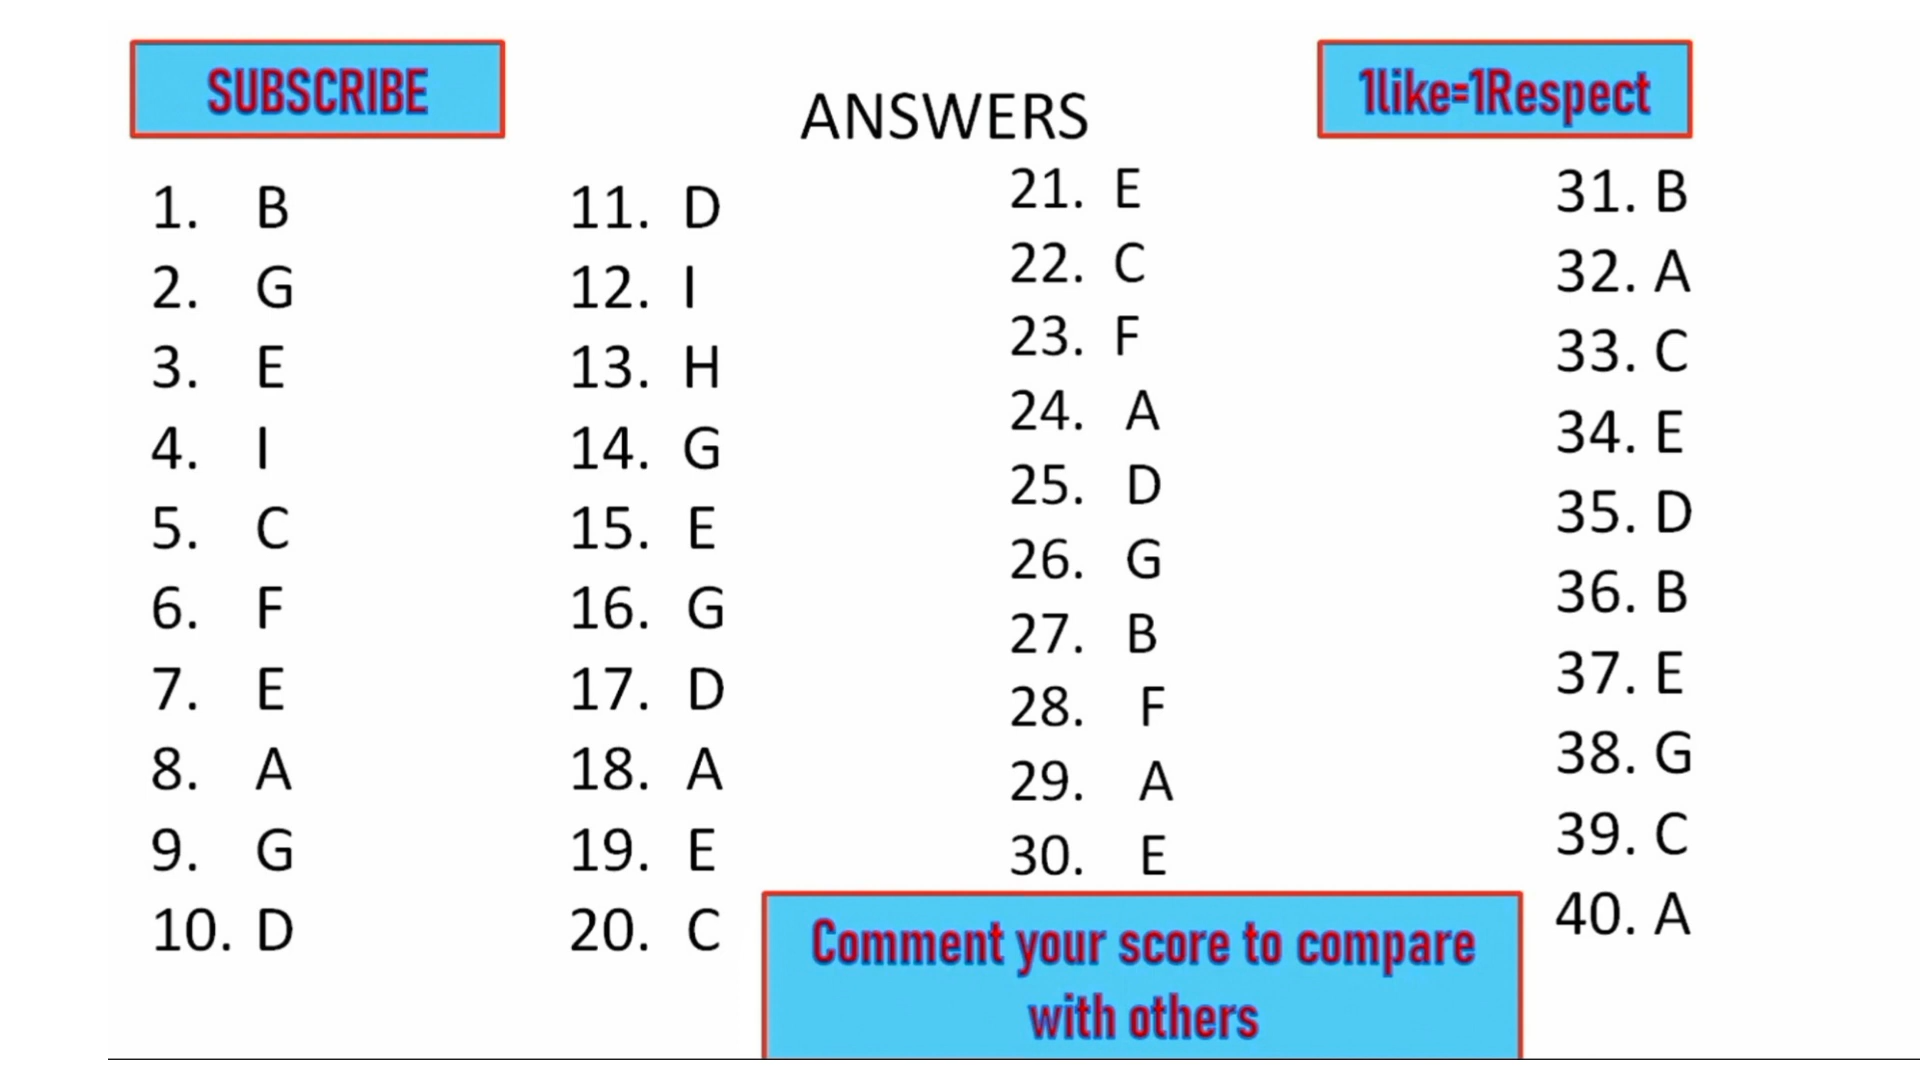 SUBSCRIBE
ANSWERS
1like=1Respect
1. B
2. G
3. E
4. I
5. C
6. F
7. E
8. A
9. G
10. D
11. D
12. I
13. H
14. G
15. E
16. G
17. D
18. A
19. E
20. C
21. E
22. C
23. F
24. A
25. D
26. G
27. B
28. F
29. A
30. E
31. B
32. A
33. C
34. E
35. D
36. B
37. E
38. G
39. C
40. A
Comment your score to compare
with others